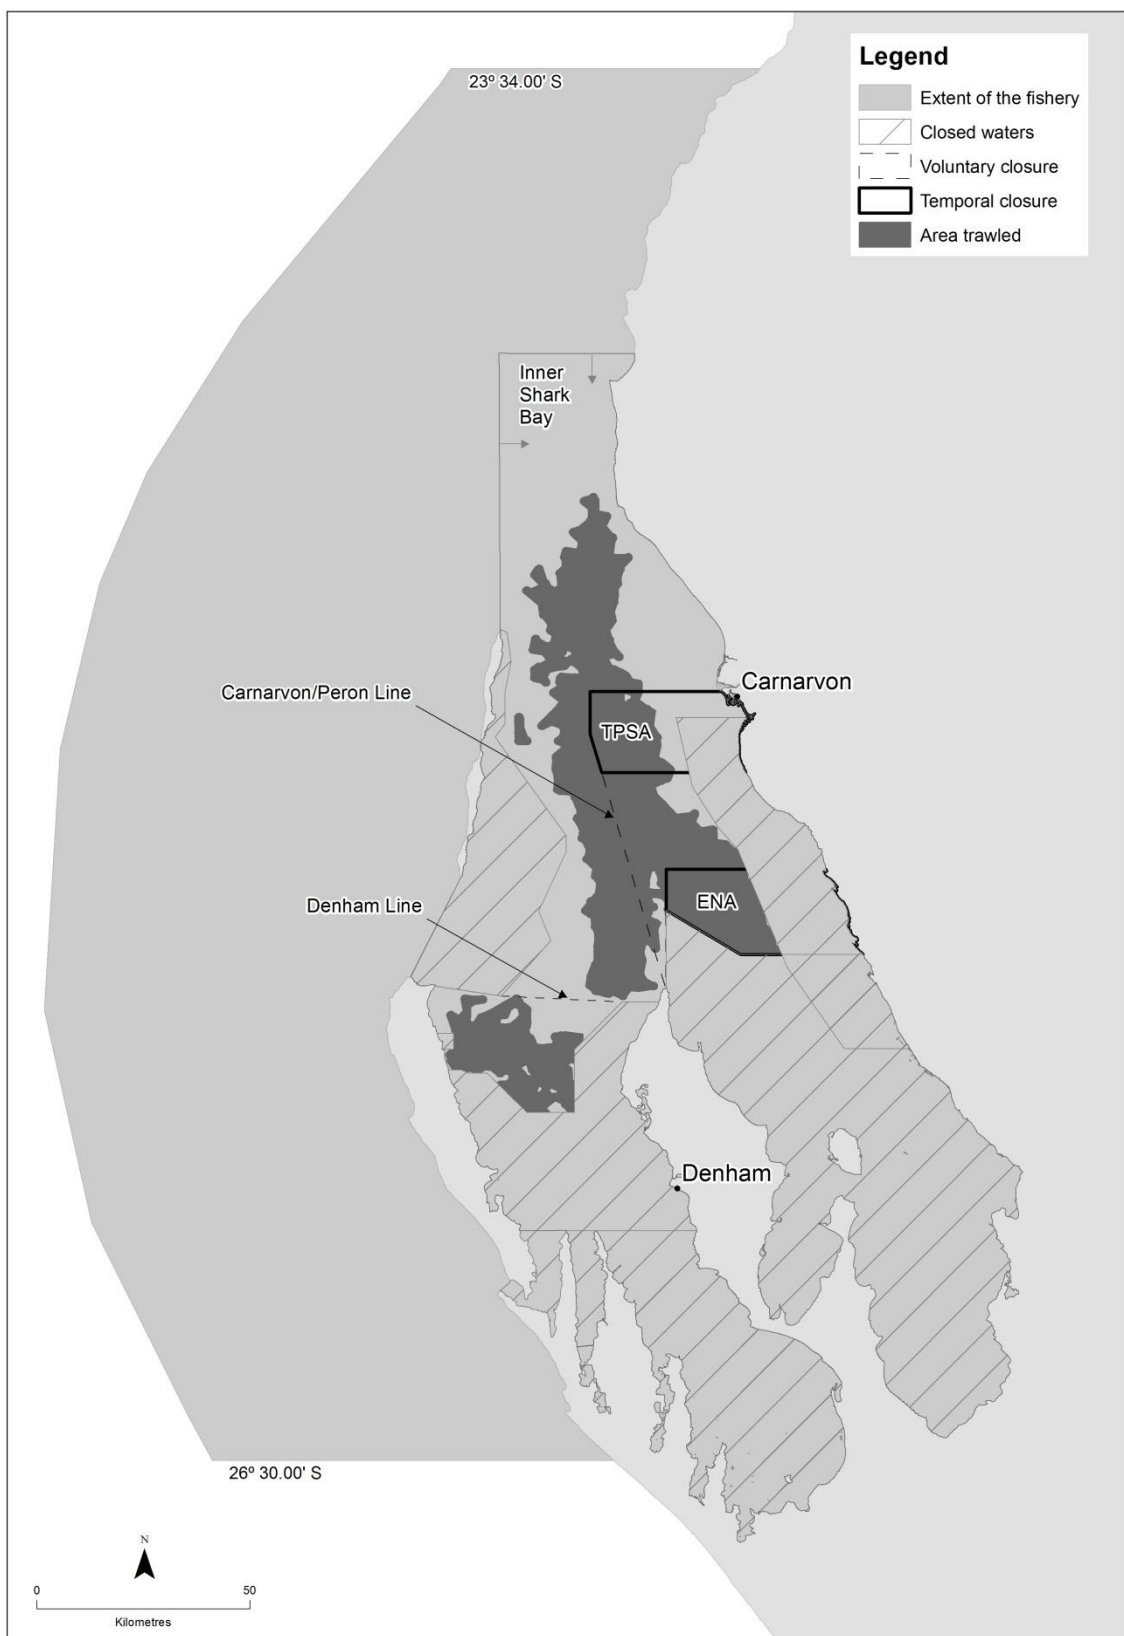 Legend
Extent of the fishery
Closed waters
Voluntary closure
Temporal closure
Area trawled
23º 34.00' S
Inner
Shark
Bay
Carnarvon
Carnarvon/Peron Line
TPSA
Denham Line
ENA
Denham
26º 30.00' S
N
0 50
Kilometres